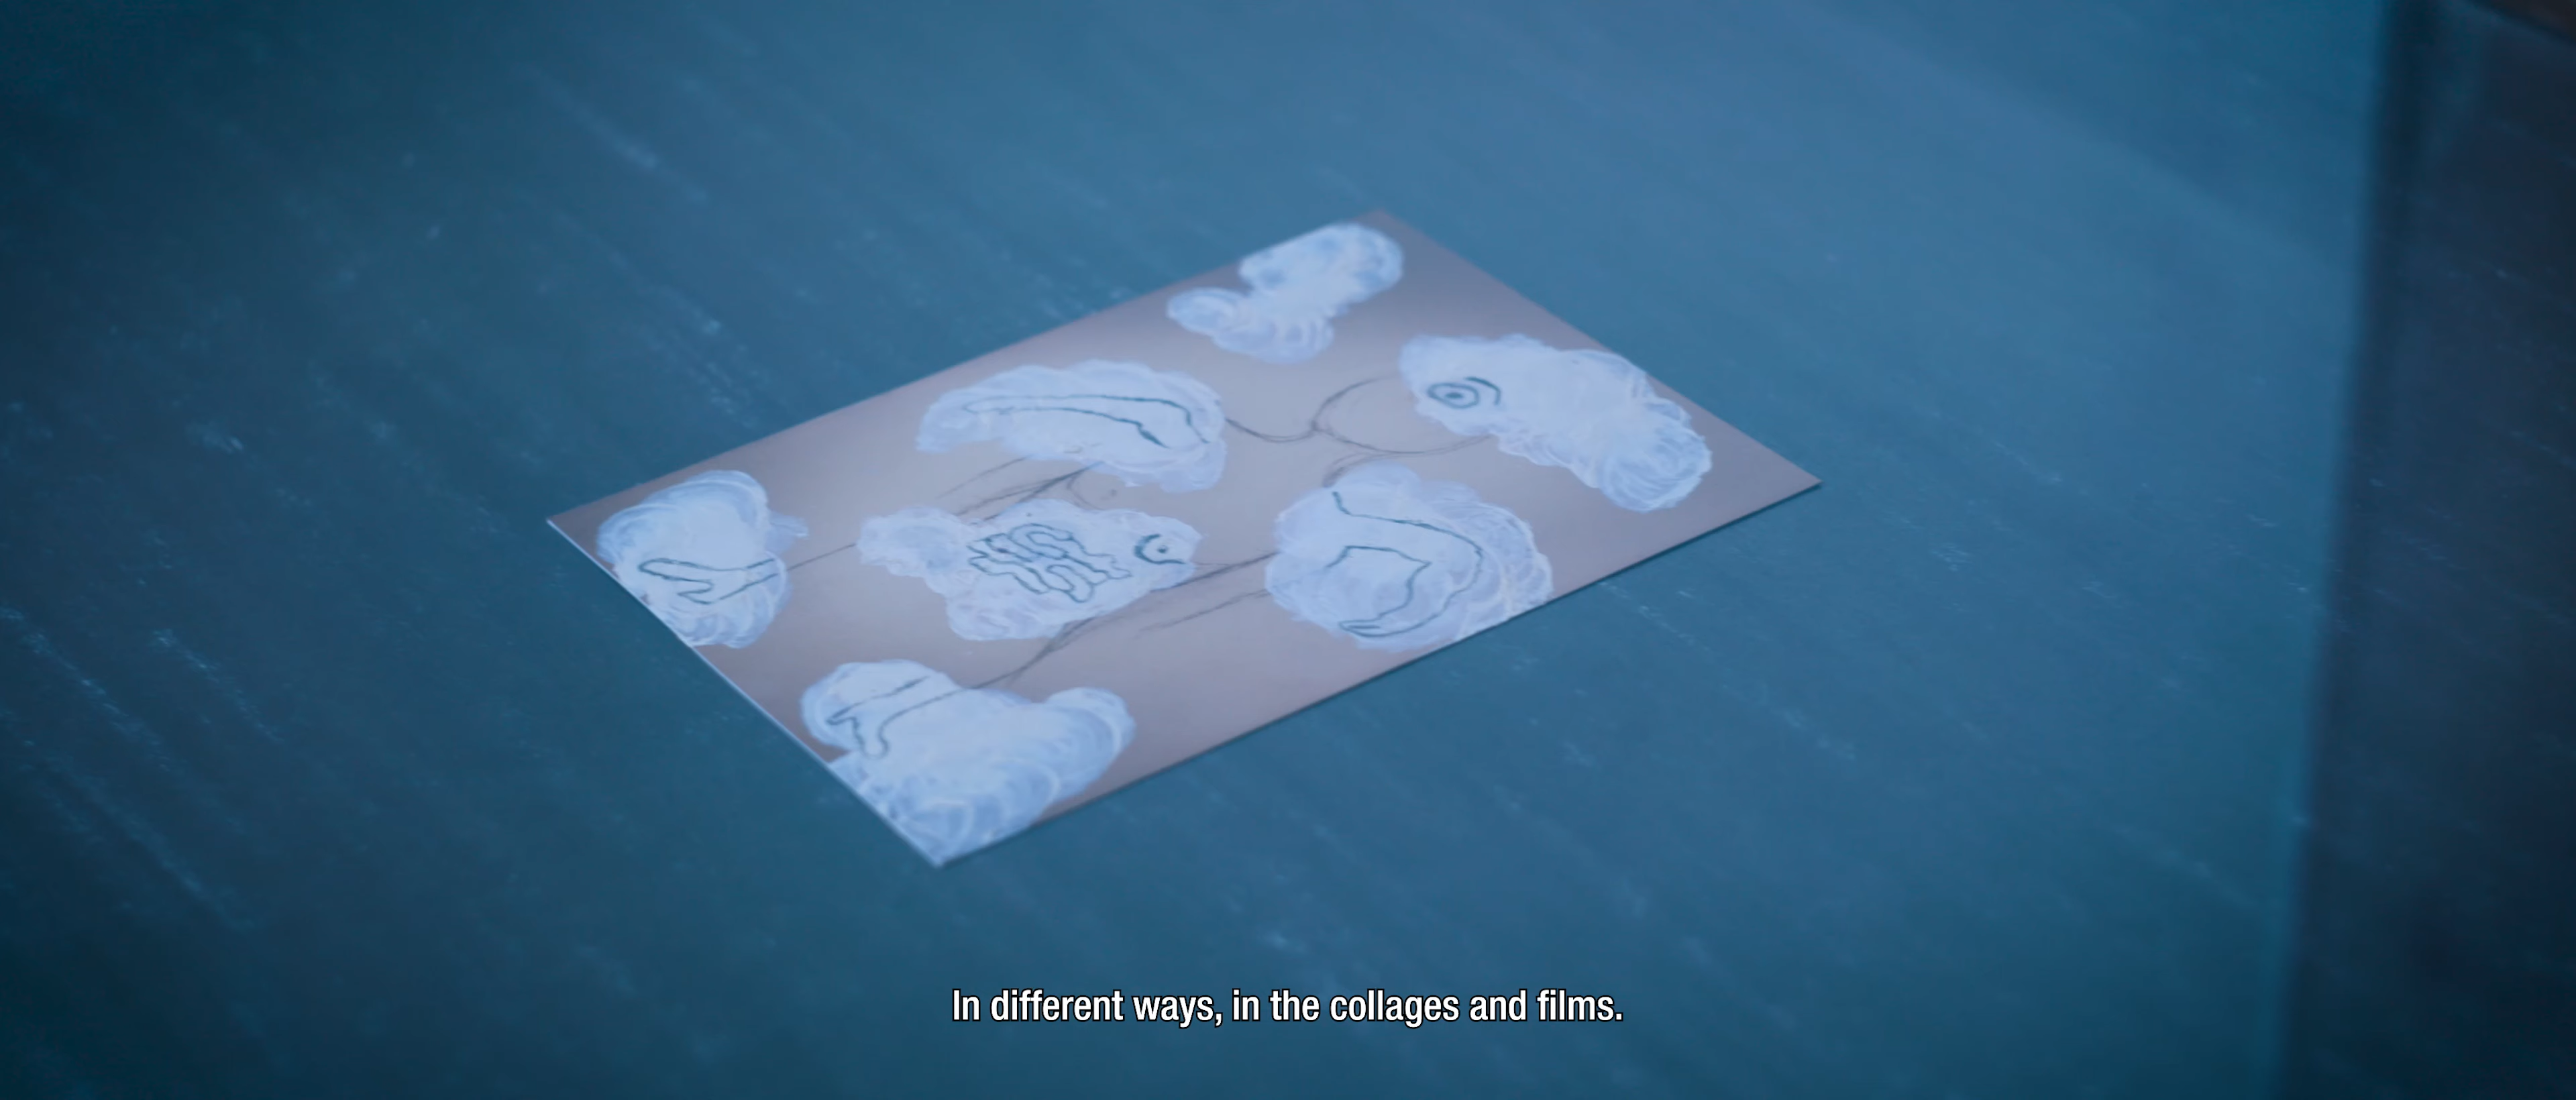 In different ways, in the collages and films.